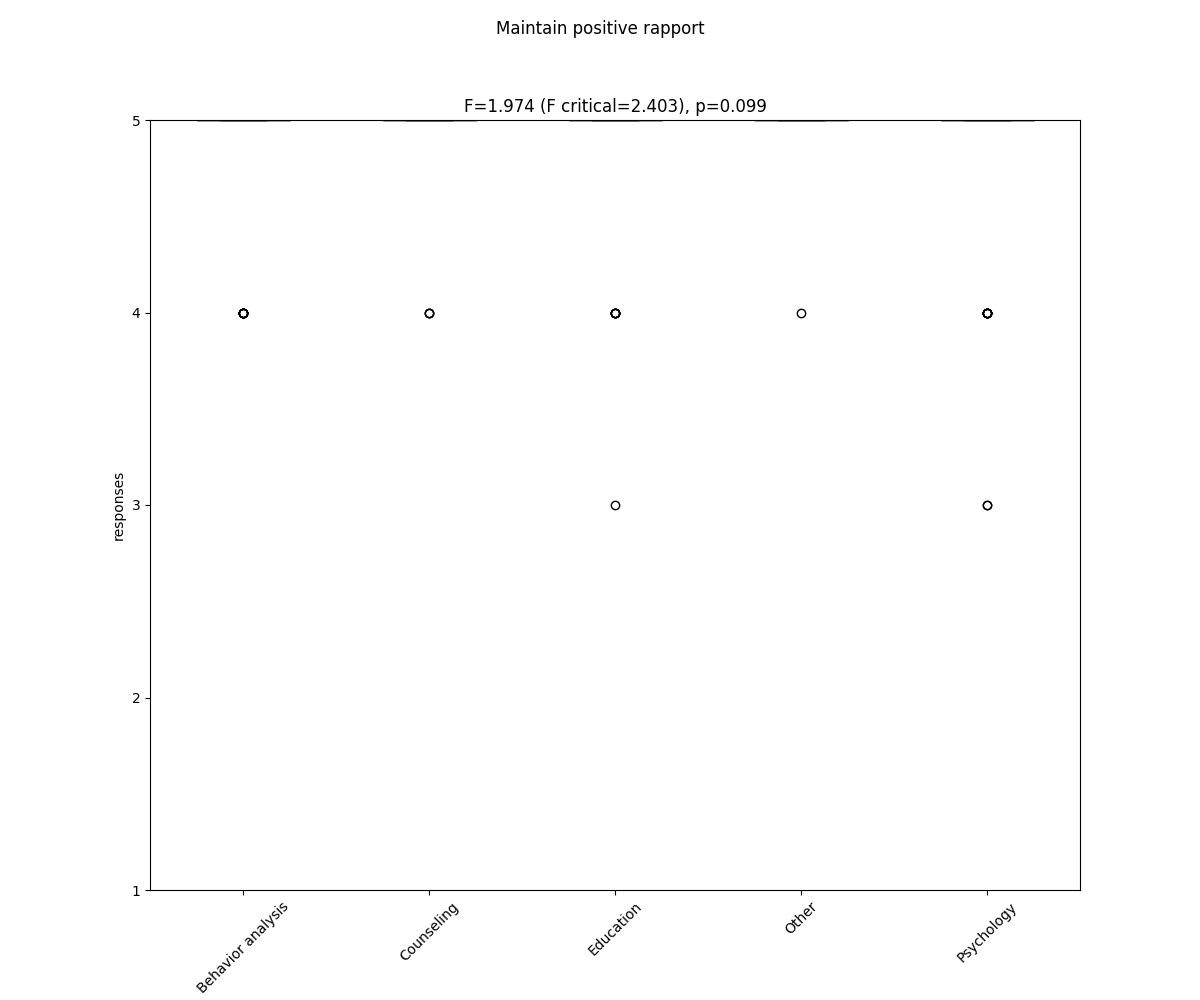 Maintain positive rapport
F=1.974 (F critical=2.403), p=0.099
5
4
3
2
1
responses
Behavior analysis
Counseling
Education
Other
Psychology